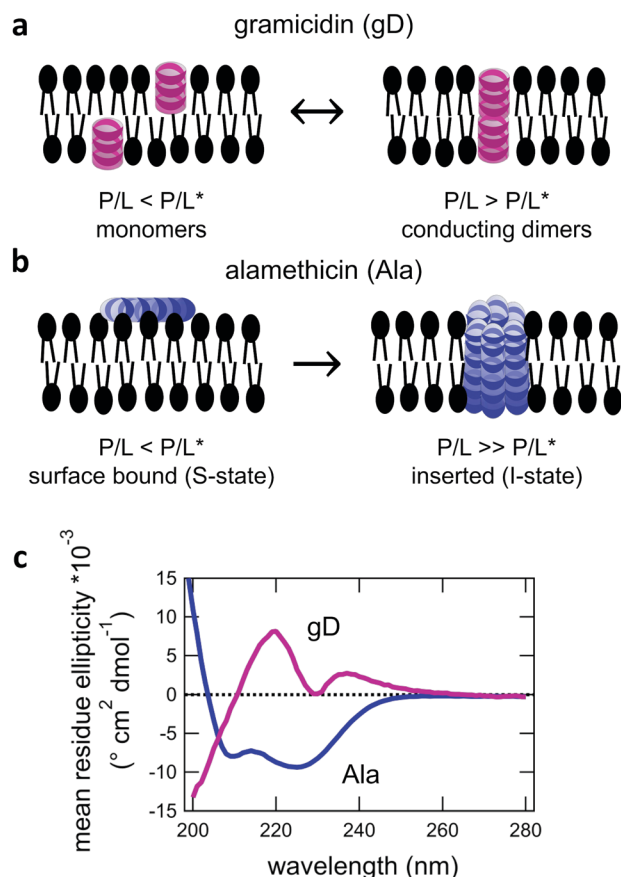 a
gramicidin (gD)
P/L < P/L* P/L > P/L*
monomers conducting dimers
b
alamethicin (Ala)
P/L < P/L* P/L >> P/L*
surface bound (S-state) inserted (I-state)
c
mean residue ellipticity *10⁻³
(° cm² dmol⁻¹)
15
10
5
0
-5
-10
-15
gD
Ala
200 220 240 260 280
wavelength (nm)